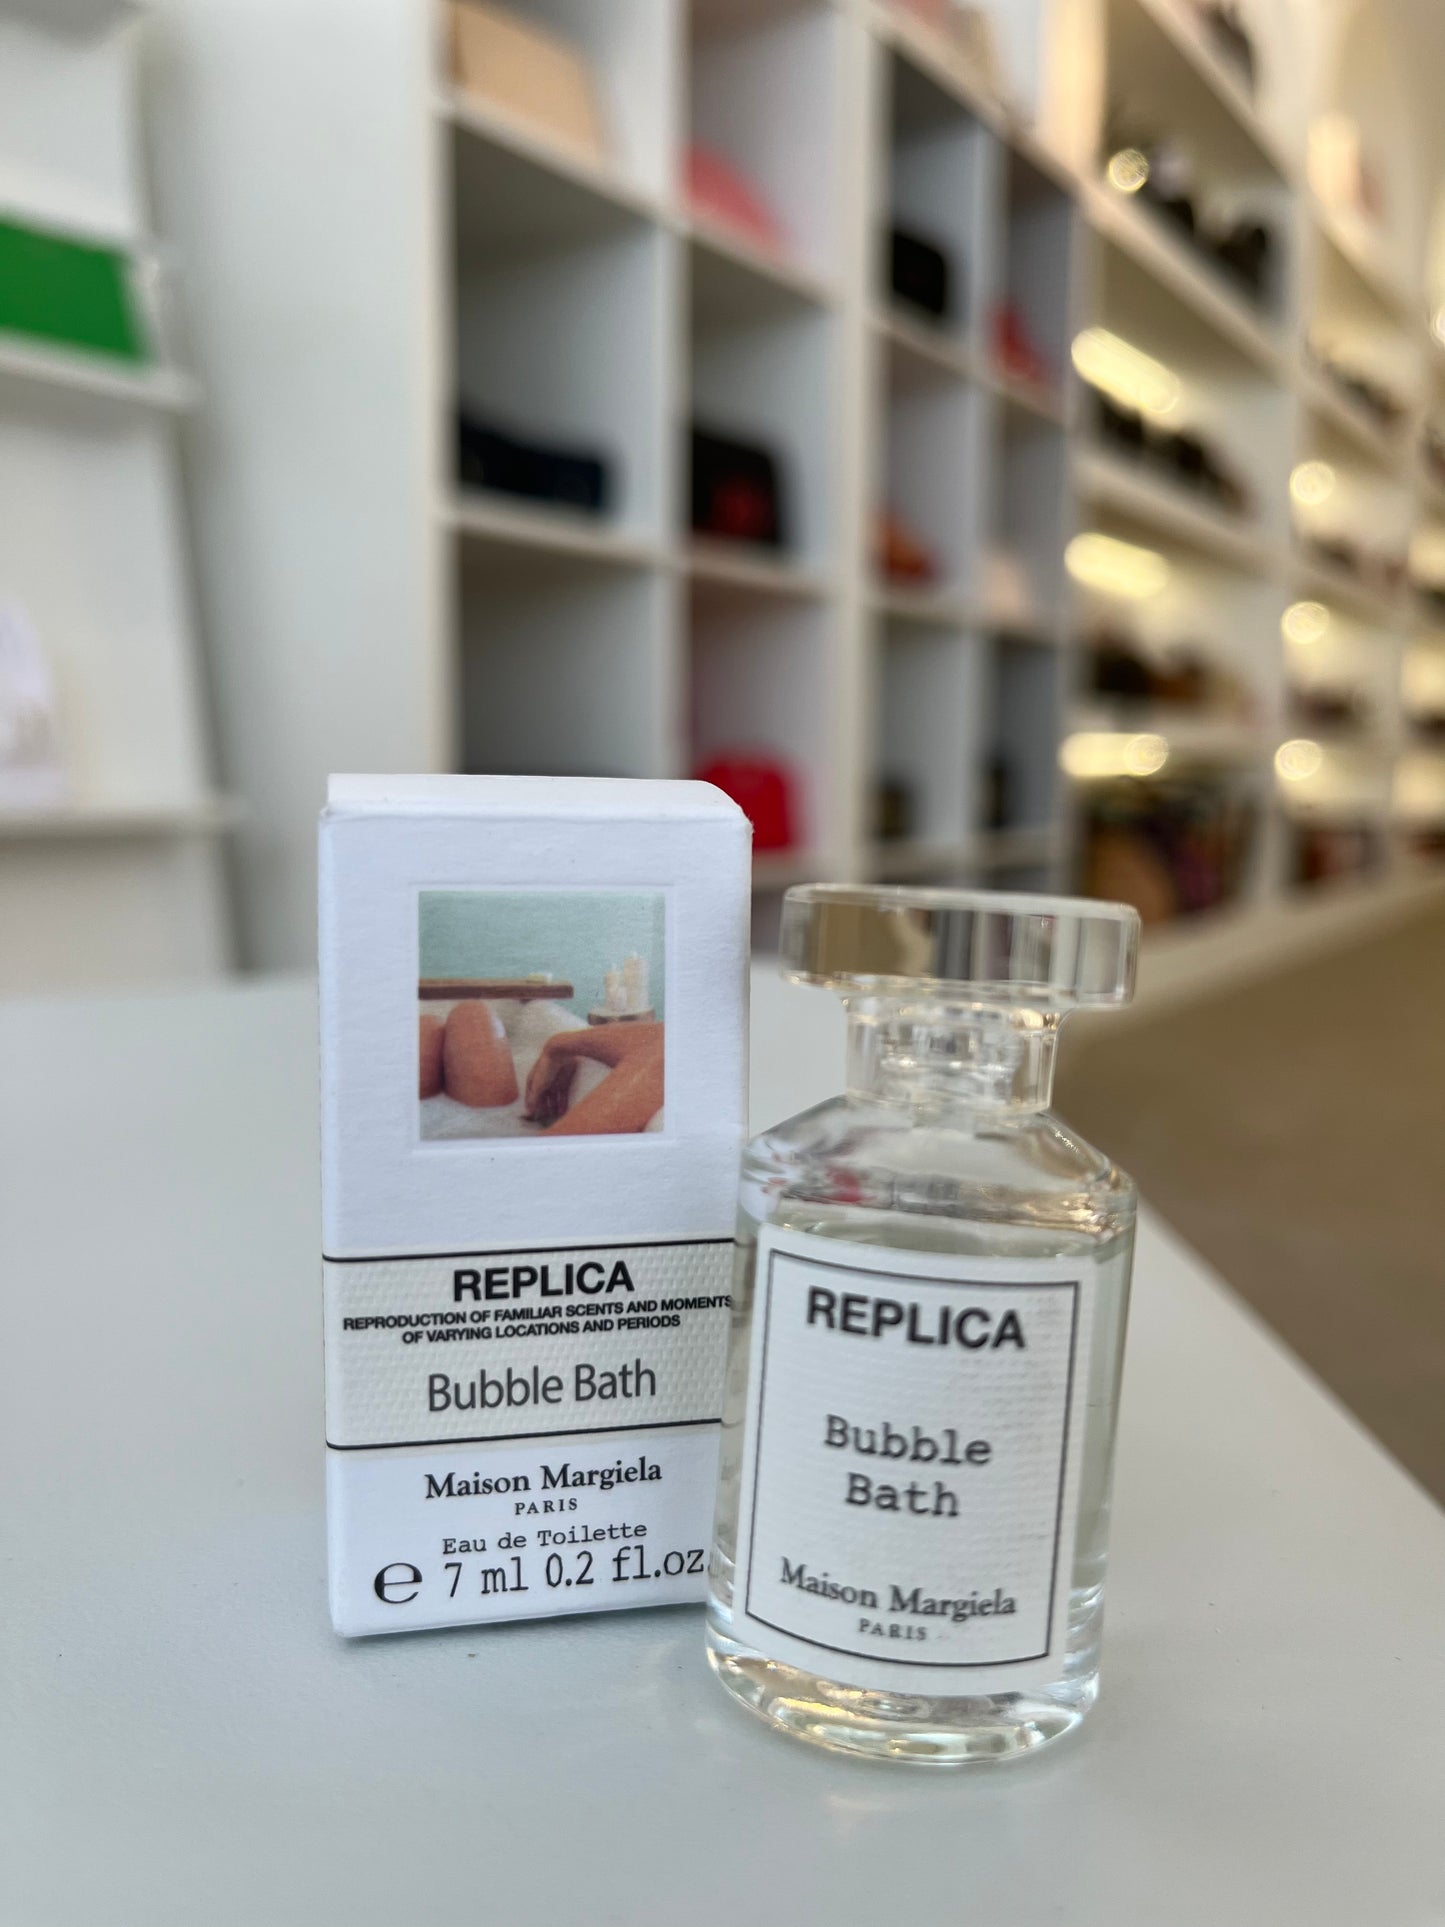 REPLICA
REPRODUCTION OF FAMILIAR SCENTS AND MOMENTS
OF VARYING LOCATIONS AND PERIODS
Bubble Bath
Maison Margiela
PARIS
Eau de Toilette
℮ 7 ml 0.2 fl.oz.
REPLICA
Bubble
Bath
Maison Margiela
PARIS